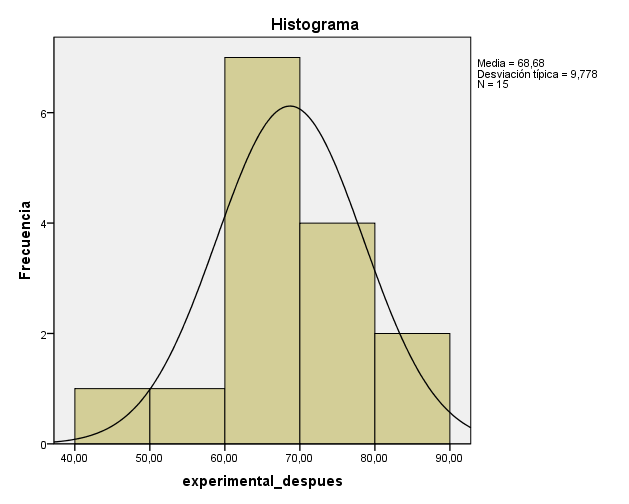 Histograma
Media = 68,68
Desviación típica = 9,778
N = 15
Frecuencia
6
4
2
0
40,00 50,00 60,00 70,00 80,00 90,00
experimental_despues